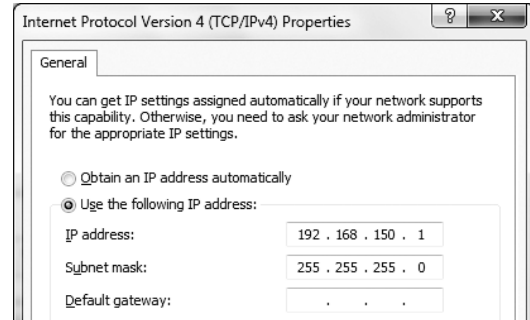 Internet Protocol Version 4 (TCP/IPv4) Properties
? X
General
You can get IP settings assigned automatically if your network supports
this capability. Otherwise, you need to ask your network administrator
for the appropriate IP settings.
Obtain an IP address automatically
Use the following IP address:
IP address: 192 . 168 . 150 . 1
Subnet mask: 255 . 255 . 255 . 0
Default gateway: . . .